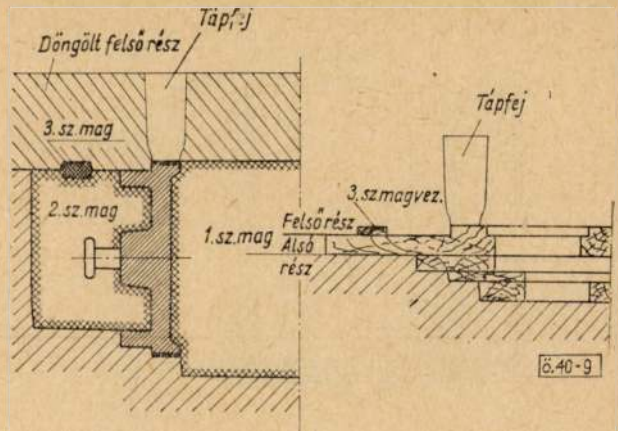 Tápfej
Döngölt felső rész
3. sz. mag
2. sz. mag
1. sz. mag
Tápfej
3. sz. magvez.
Felső rész
Alsó
rész
ö.40-9